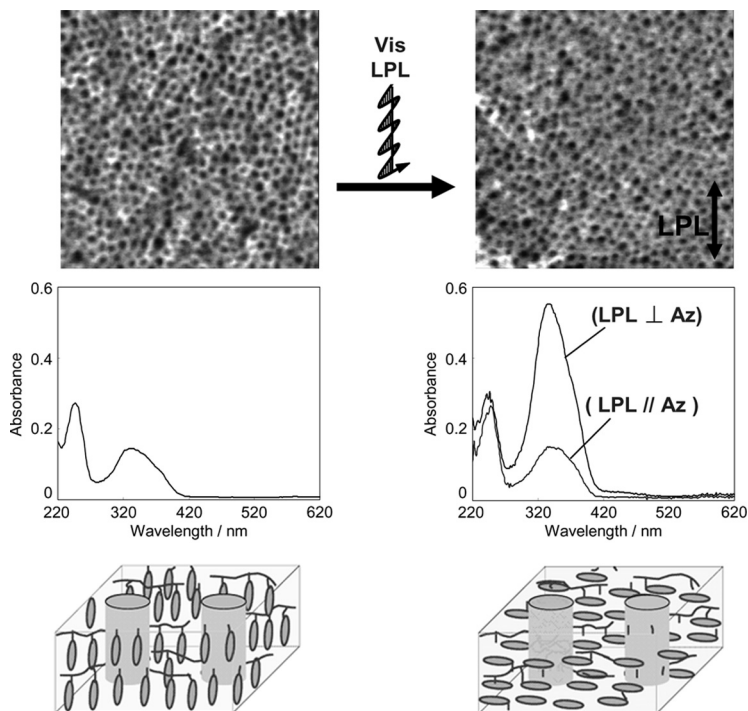 Vis
LPL
LPL
0.6
0.4
0.2
0
Absorbance
220 320 420 520 620
Wavelength / nm
0.6
0.4
0.2
0
Absorbance
(LPL ⊥ Az)
( LPL // Az )
220 320 420 520 620
Wavelength / nm